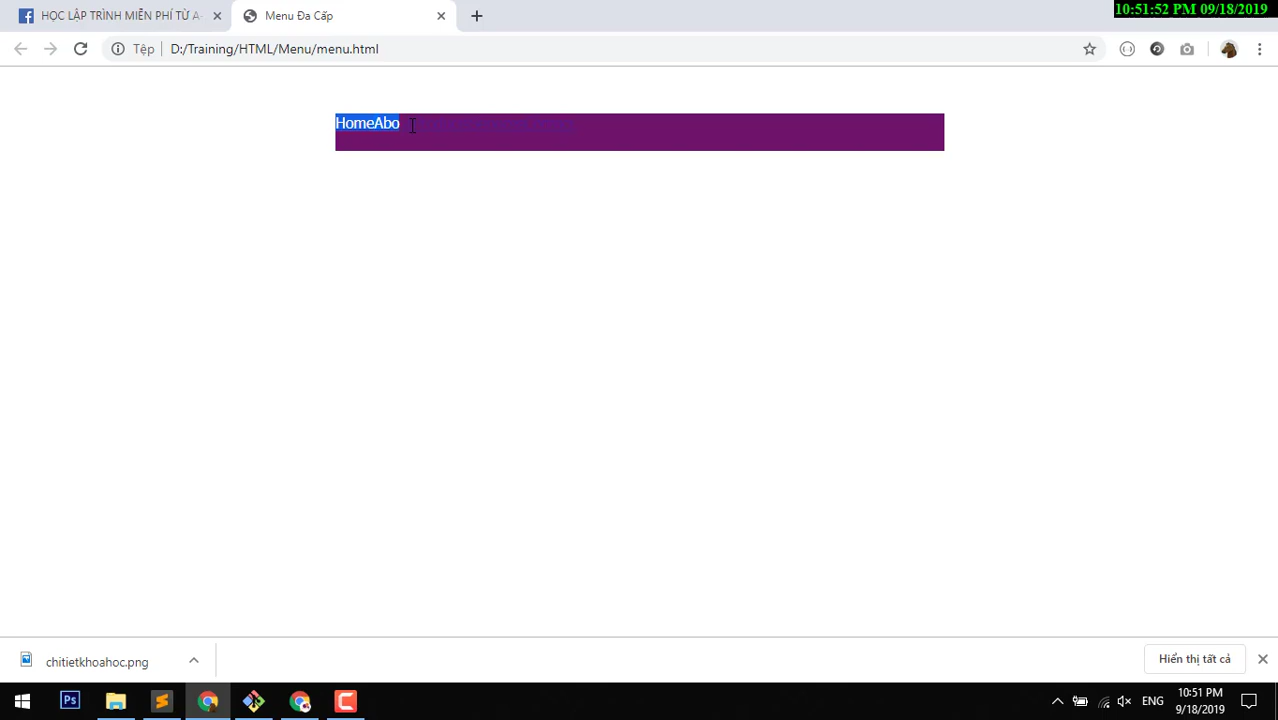 10:51:52 PM 09/18/2019
HỌC LẬP TRÌNH MIỄN PHÍ TỪ A-
Menu Đa Cấp
Tệp D:/Training/HTML/Menu/menu.html
HomeAbo
chitietkhoahoc.png
Hiển thị tất cả
Ps
ENG
10:51 PM
9/18/2019